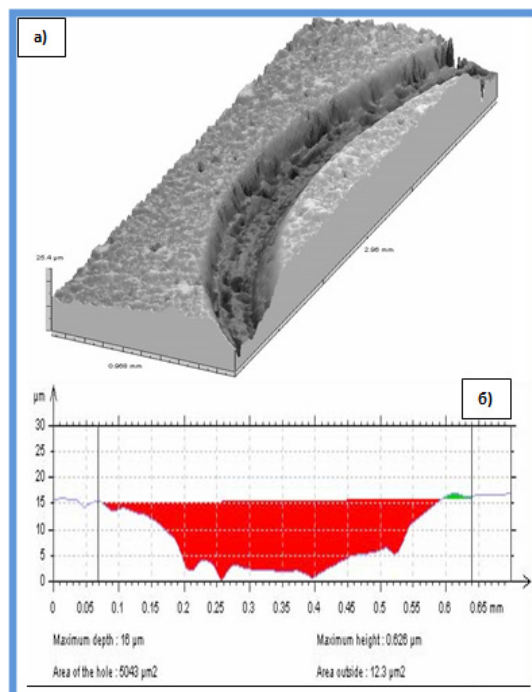 a)
25.4 µm
0.968 mm
2.96 mm
µm
б)
30
25
20
15
10
5
0
0 0.05 0.1 0.15 0.2 0.25 0.3 0.35 0.4 0.45 0.5 0.55 0.6 0.65 mm
Maximum depth : 16 µm Maximum height : 0.626 µm
Area of the hole : 5043 µm2 Area outside : 12.3 µm2